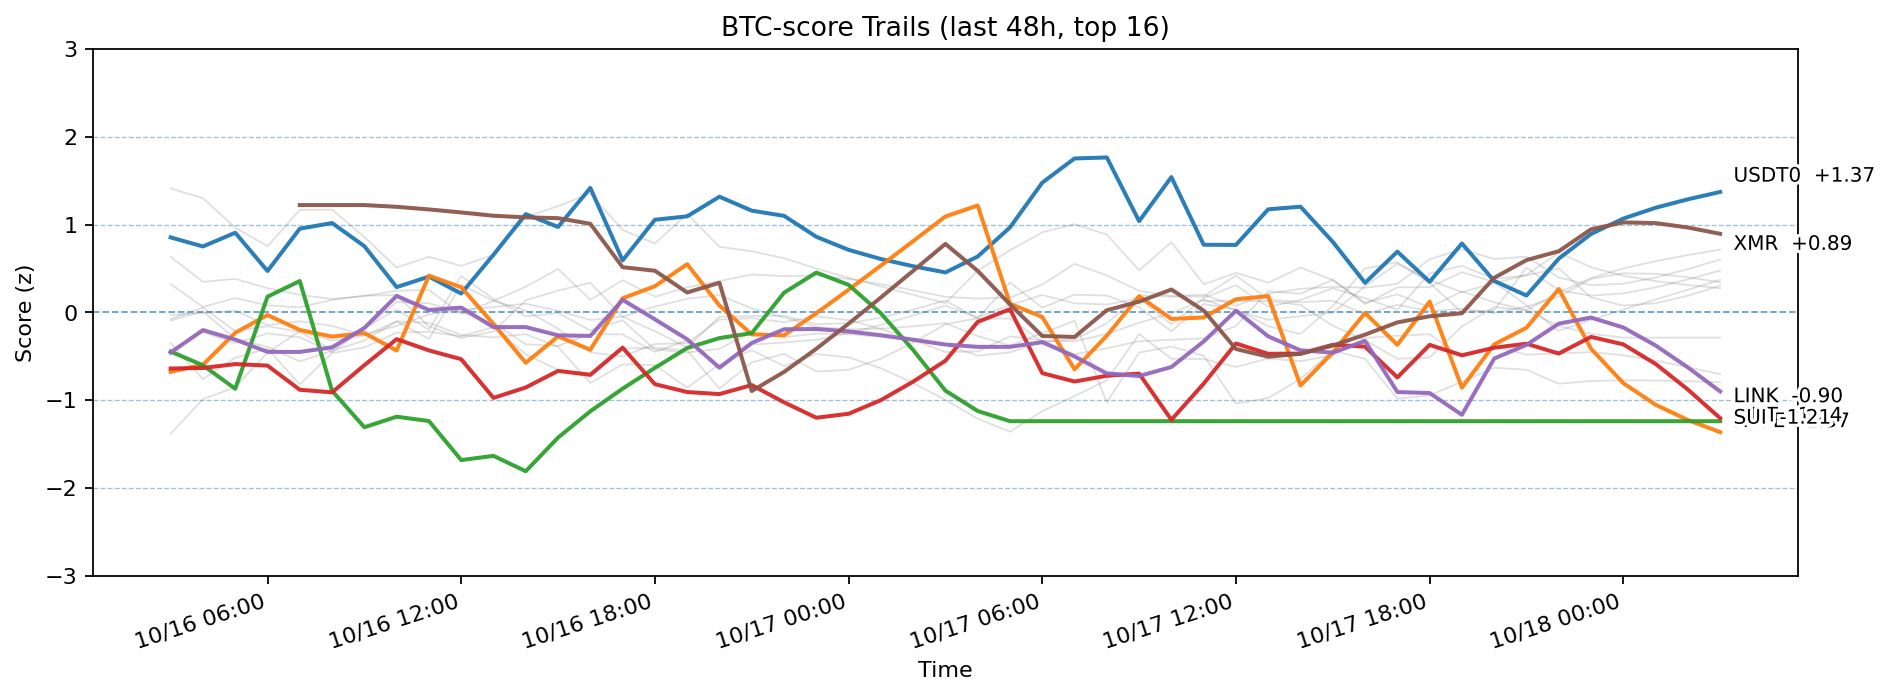 BTC-score Trails (last 48h, top 16)
Score (z)
3
2
1
0
−1
−2
−3
USDT0 +1.37
XMR +0.89
LINK -0.90
SUI -1.21
10/16 06:00
10/16 12:00
10/16 18:00
10/17 00:00
10/17 06:00
10/17 12:00
10/17 18:00
10/18 00:00
Time